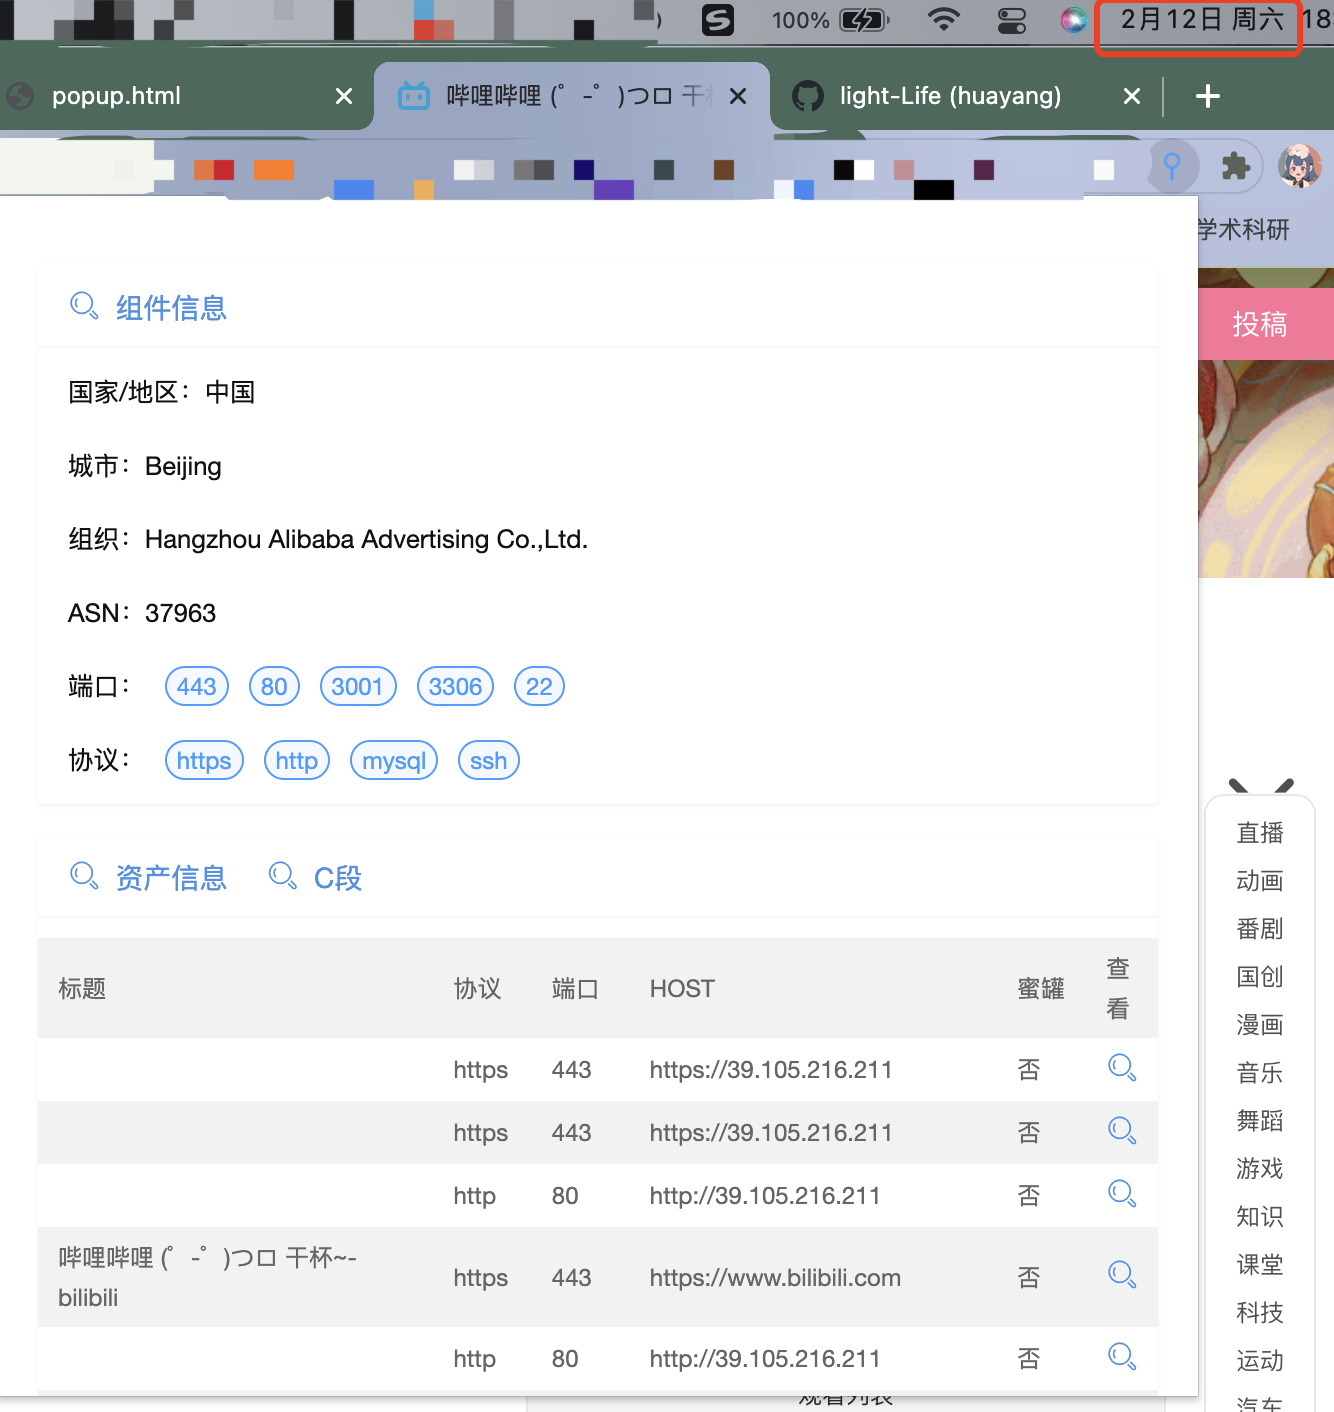 100%
2月12日 周六 18
popup.html
哔哩哔哩 (゜-゜)つロ 干杯
light-Life (huayang)
学术科研
投稿
组件信息
国家/地区：中国
城市：Beijing
组织：Hangzhou Alibaba Advertising Co.,Ltd.
ASN：37963
端口： 443 80 3001 3306 22
协议： https http mysql ssh
资产信息 C段
标题 协议 端口 HOST 蜜罐 查看
https 443 https://39.105.216.211 否
https 443 https://39.105.216.211 否
http 80 http://39.105.216.211 否
哔哩哔哩 (゜-゜)つロ 干杯~-
bilibili
https 443 https://www.bilibili.com 否
http 80 http://39.105.216.211 否
直播
动画
番剧
国创
漫画
音乐
舞蹈
游戏
知识
课堂
科技
运动
汽车
观看列表